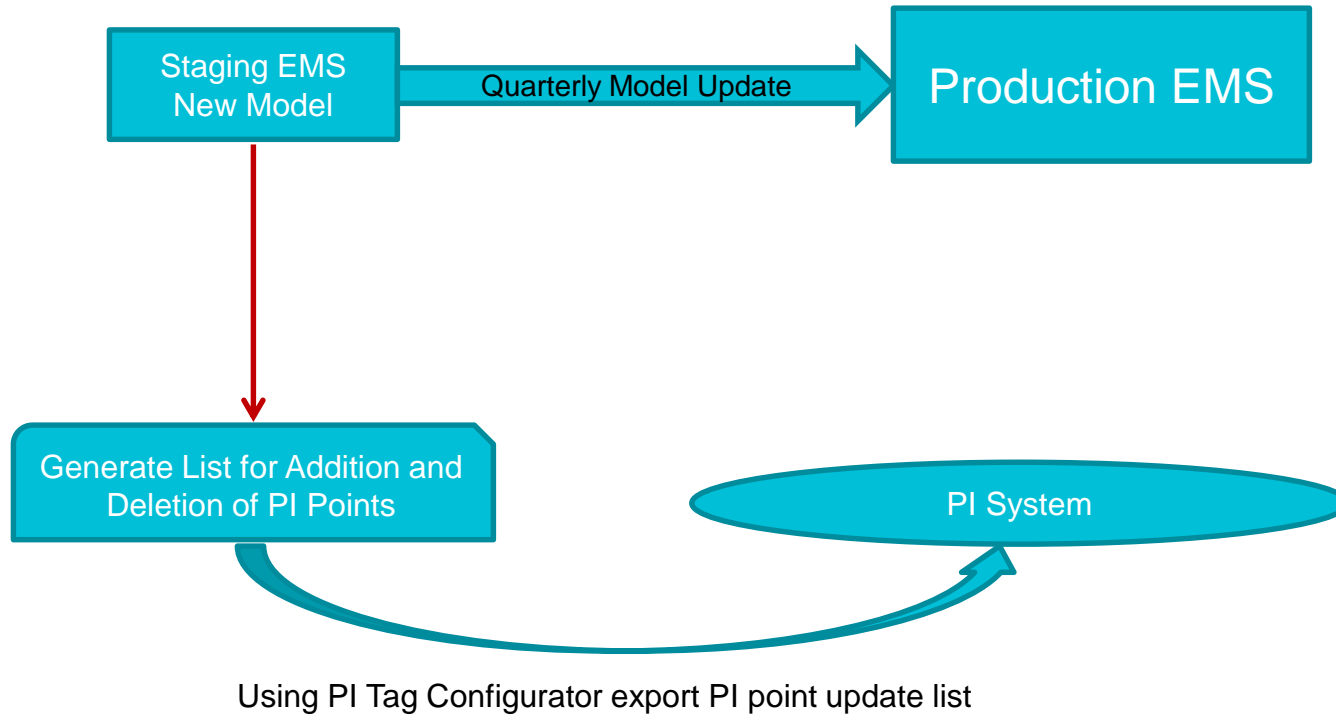 Staging EMS
New Model
Quarterly Model Update
Production EMS
Generate List for Addition and
Deletion of PI Points
PI System
Using PI Tag Configurator export PI point update list